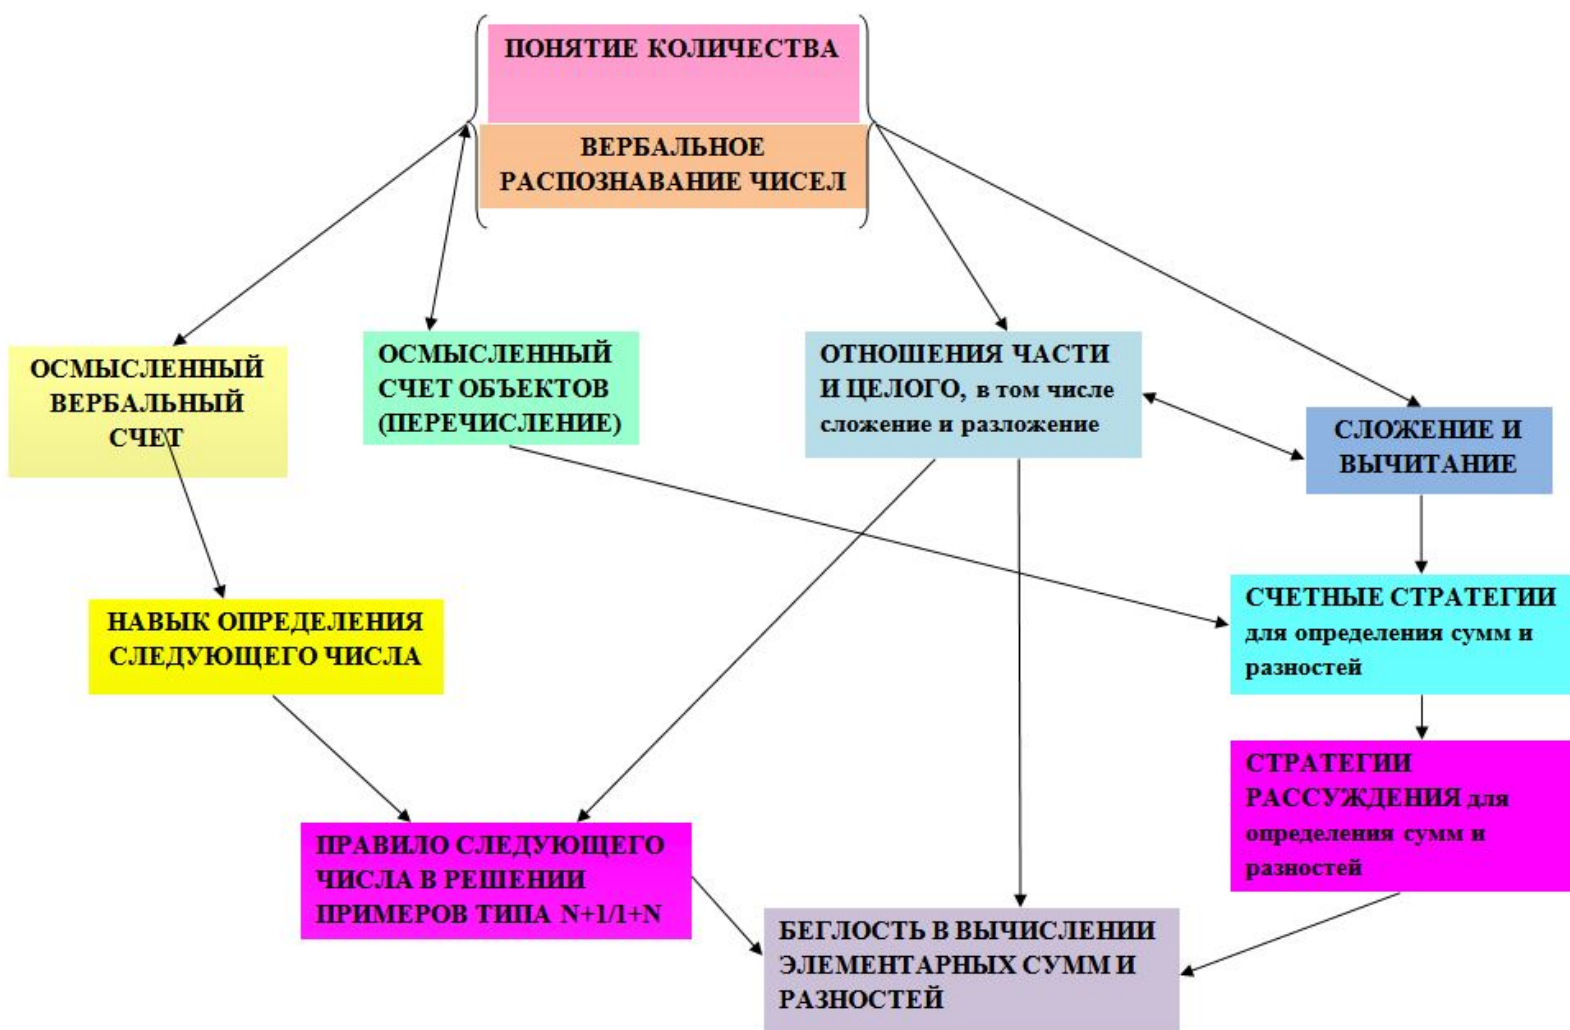 ПОНЯТИЕ КОЛИЧЕСТВА
ВЕРБАЛЬНОЕ
РАСПОЗНАВАНИЕ ЧИСЕЛ
ОСМЫСЛЕННЫЙ
ВЕРБАЛЬНЫЙ
СЧЕТ
ОСМЫСЛЕННЫЙ
СЧЕТ ОБЪЕКТОВ
(ПЕРЕЧИСЛЕНИЕ)
ОТНОШЕНИЯ ЧАСТИ
И ЦЕЛОГО, в том числе
сложение и разложение
СЛОЖЕНИЕ И
ВЫЧИТАНИЕ
НАВЫК ОПРЕДЕЛЕНИЯ
СЛЕДУЮЩЕГО ЧИСЛА
СЧЕТНЫЕ СТРАТЕГИИ
для определения сумм и
разностей
СТРАТЕГИИ
РАССУЖДЕНИЯ для
определения сумм и
разностей
ПРАВИЛО СЛЕДУЮЩЕГО
ЧИСЛА В РЕШЕНИИ
ПРИМЕРОВ ТИПА N+1/1+N
БЕГЛОСТЬ В ВЫЧИСЛЕНИИ
ЭЛЕМЕНТАРНЫХ СУММ И
РАЗНОСТЕЙ